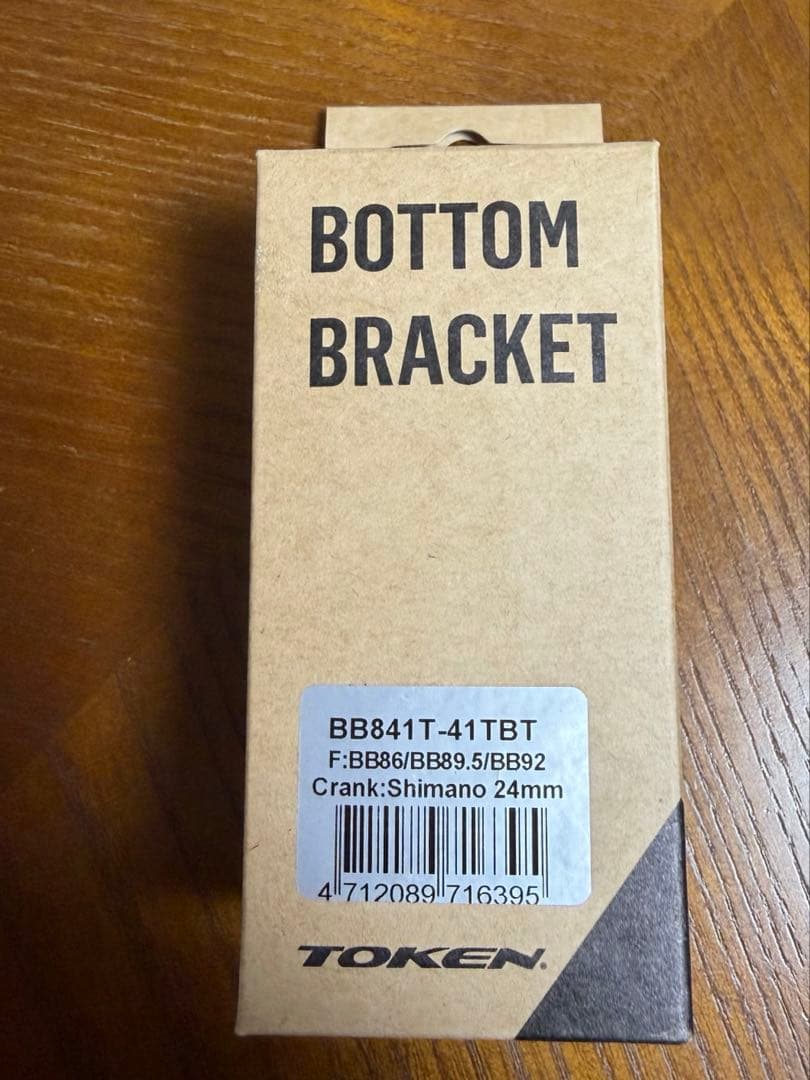 BOTTOM
BRACKET
BB841T-41TBT
F:BB86/BB89.5/BB92
Crank:Shimano 24mm
4 712089 716395
TOKEN.